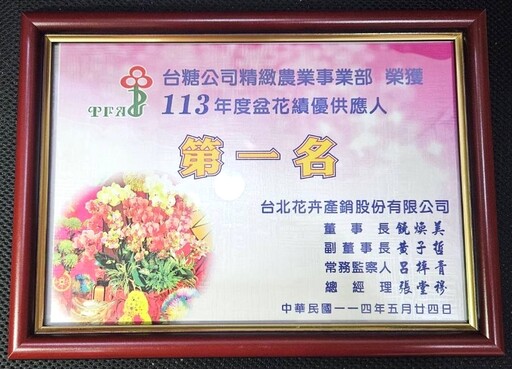 TFA
台糖公司精緻農業事業部 榮獲
113年度盆花績優供應人
第一名
台北花卉產銷股份有限公司
董事長 饒煥美
副董事長 黃子哲
常務監察人 呂
總經理 張堂穆
中華民國一一四年五月廿四日